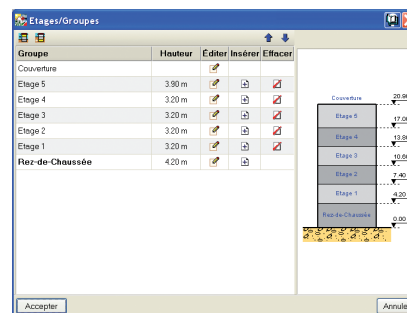 Etages/Groupes
Groupe Hauteur Éditer Insérer Effacer
Couverture
Etage 5 3.90 m
Etage 4 3.20 m
Etage 3 3.20 m
Etage 2 3.20 m
Etage 1 3.20 m
Rez-de-Chaussée 4.20 m
Couverture 20.90
Etage 5 17.00
Etage 4 13.80
Etage 3 10.60
Etage 2 7.40
Etage 1 4.20
Rez-de-Chaussée 0.00
Accepter
Annule